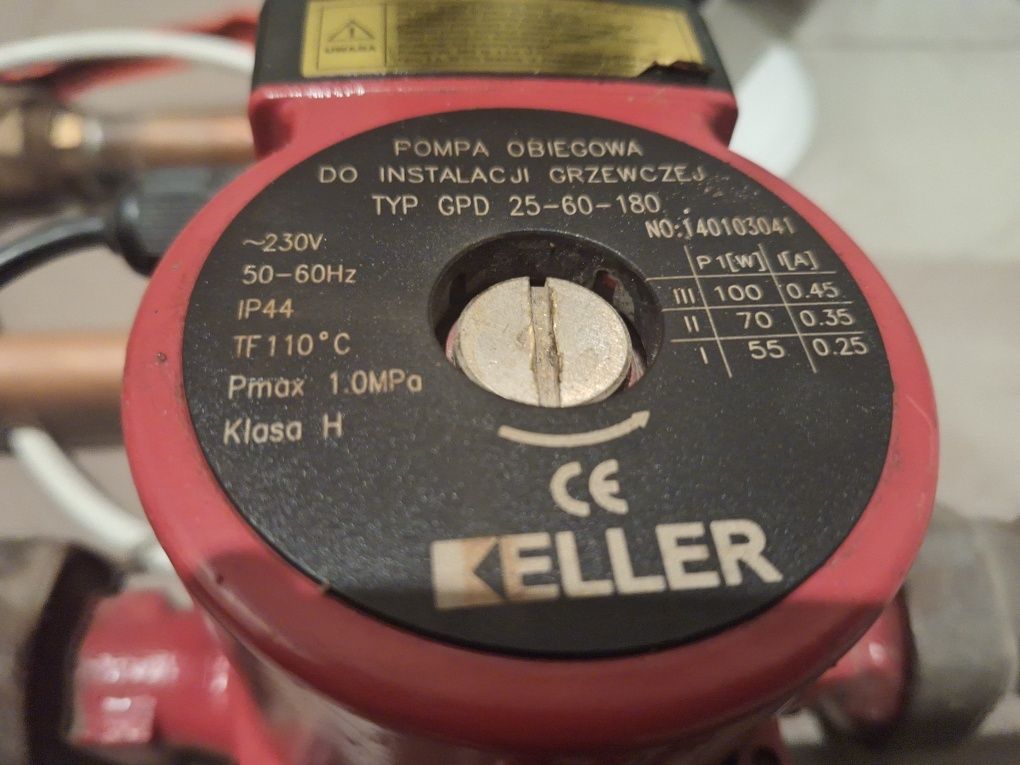 UWAGA
POMPA OBIEGOWA
DO INSTALACJI GRZEWCZEJ
TYP GPD 25-60-180
NO:140103041
~230V
50-60Hz
IP44
TF110°C
Pmax 1.0MPa
Klasa H
P1[W] I[A]
III 100 0.45
II 70 0.35
I 55 0.25
CE
KELLER